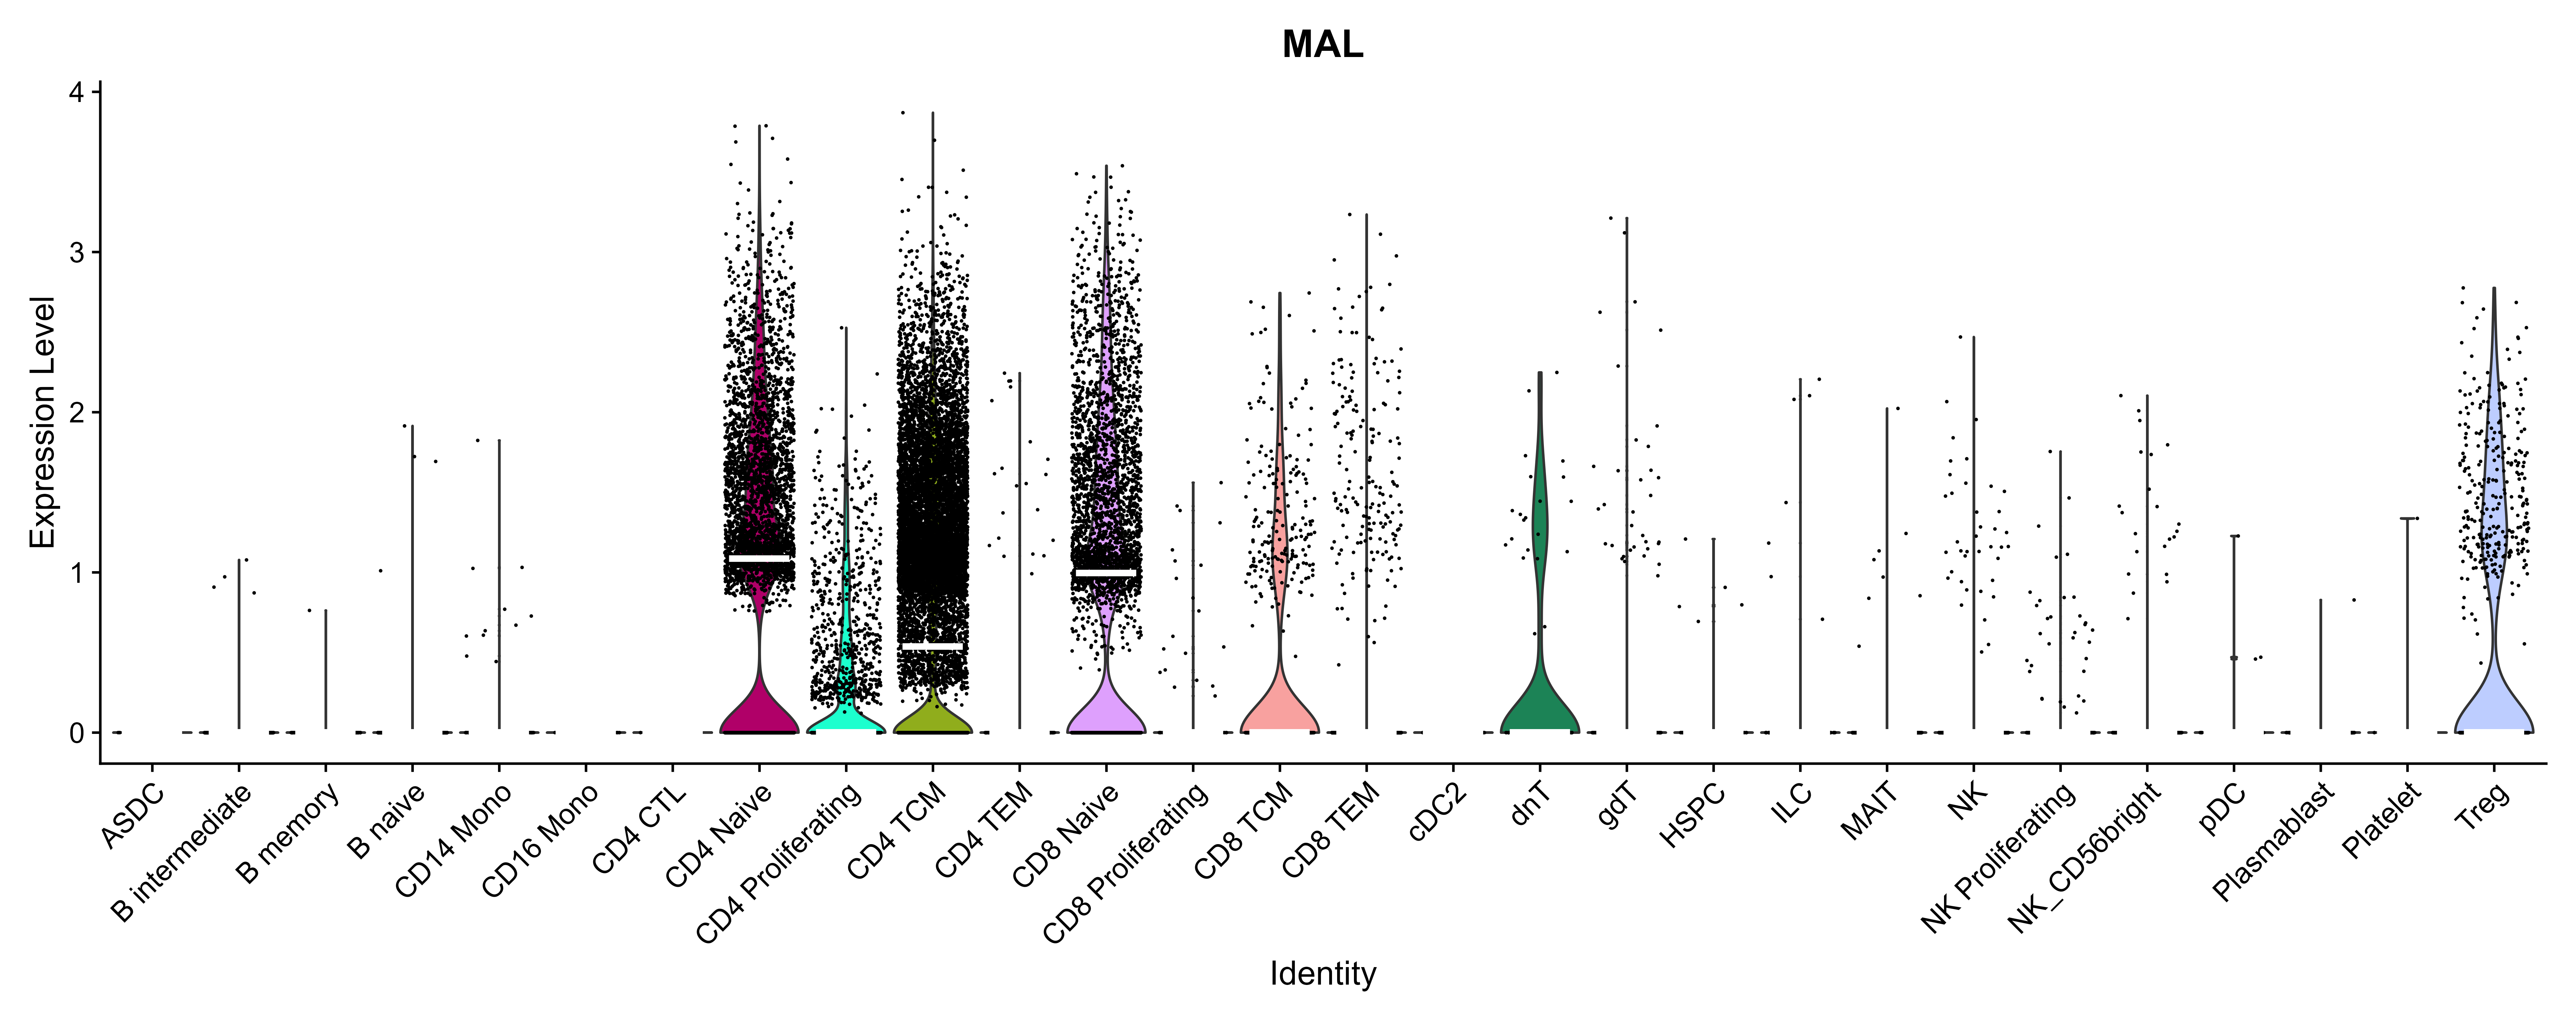 MAL
Expression Level
4
3
2
1
0
ASDC
B intermediate
B memory
B naive
CD14 Mono
CD16 Mono
CD4 CTL
CD4 Naive
CD4 Proliferating
CD4 TCM
CD4 TEM
CD8 Naive
CD8 Proliferating
CD8 TCM
CD8 TEM
cDC2
dnT
gdT
HSPC
ILC
MAIT
NK
NK Proliferating
NK_CD56bright
pDC
Plasmablast
Platelet
Treg
Identity